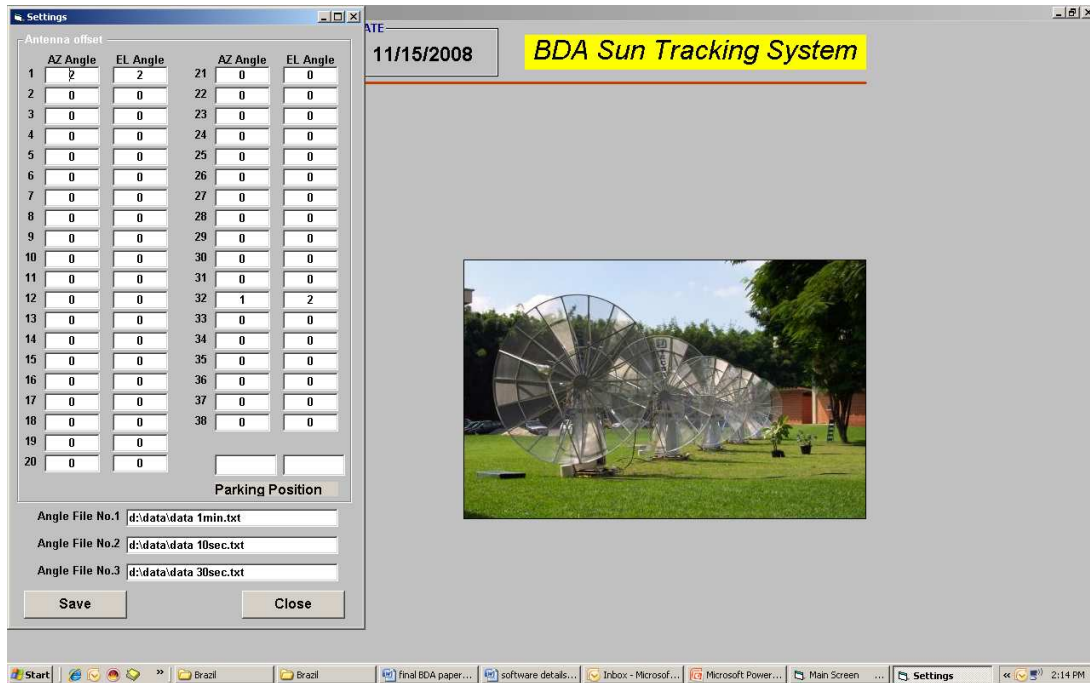 Settings
Antenna offset
AZ Angle EL Angle AZ Angle EL Angle
1 2 2 21 0 0
2 0 0 22 0 0
3 0 0 23 0 0
4 0 0 24 0 0
5 0 0 25 0 0
6 0 0 26 0 0
7 0 0 27 0 0
8 0 0 28 0 0
9 0 0 29 0 0
10 0 0 30 0 0
11 0 0 31 0 0
12 0 0 32 1 2
13 0 0 33 0 0
14 0 0 34 0 0
15 0 0 35 0 0
16 0 0 36 0 0
17 0 0 37 0 0
18 0 0 38 0 0
19 0 0
20 0 0
Parking Position
Angle File No.1 d:\data\data 1min.txt
Angle File No.2 d:\data\data 10sec.txt
Angle File No.3 d:\data\data 30sec.txt
Save Close
ATE
11/15/2008
BDA Sun Tracking System
Start Brazil Brazil final BDA paper... software details... Inbox - Microsof... Microsoft Power... Main Screen ... Settings 2:14 PM